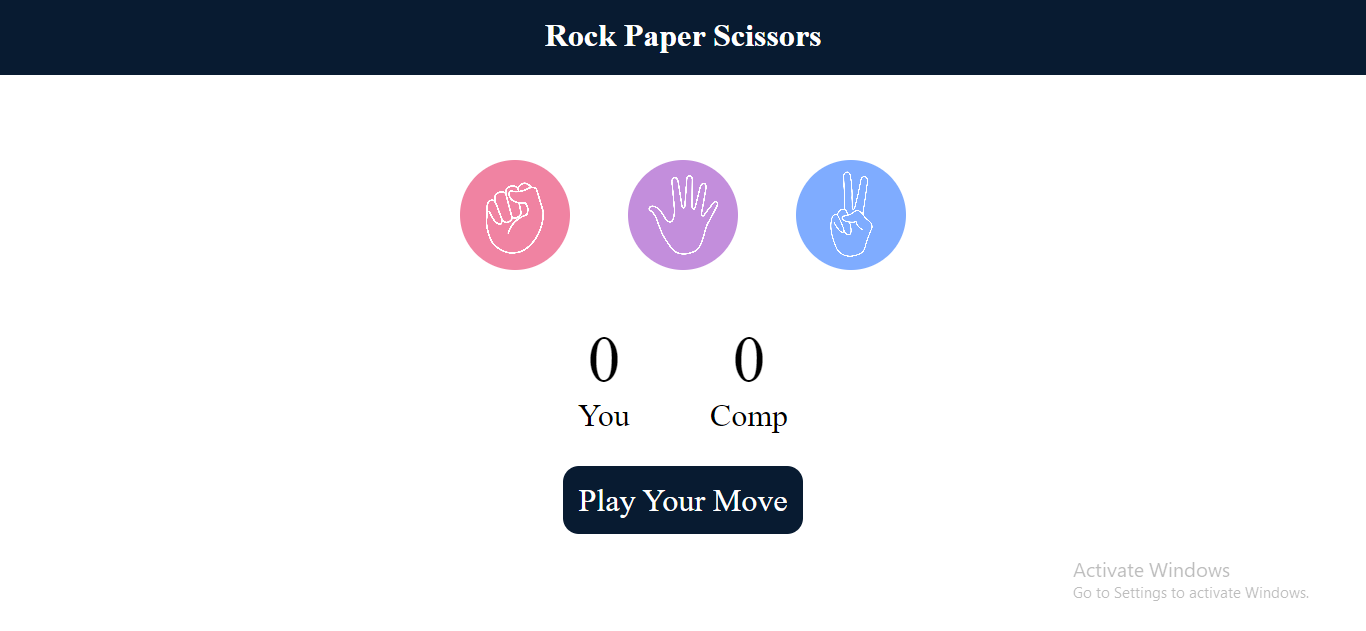 Rock Paper Scissors
0 0
You Comp
Play Your Move
Activate Windows
Go to Settings to activate Windows.